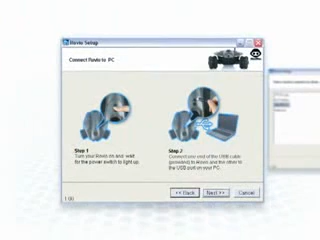 Rovio Setup
Connect Rovio to PC
Step 1
Turn your Rovio on and wait
for the power switch to light up.
Step 2
Connect one end of the USB cable
(provided) to Rovio and the other to
the USB port on your PC.
<< Back
Next >>
Cancel